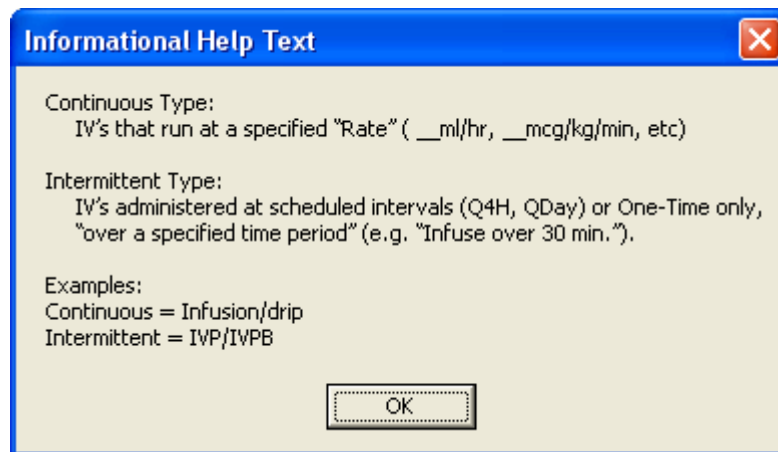 Informational Help Text
Continuous Type:
IV's that run at a specified "Rate" ( __ml/hr, __mcg/kg/min, etc)
Intermittent Type:
IV's administered at scheduled intervals (Q4H, QDay) or One-Time only,
"over a specified time period" (e.g. "Infuse over 30 min.").
Examples:
Continuous = Infusion/drip
Intermittent = IVP/IVPB
OK